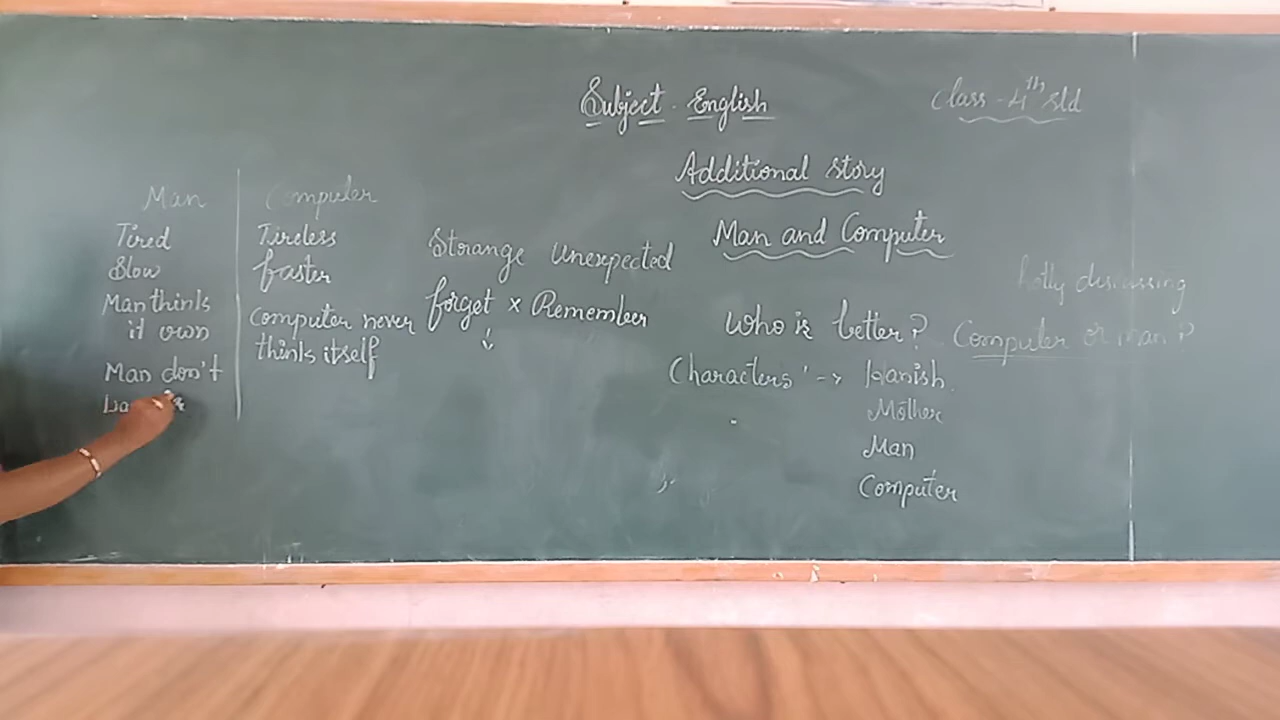 Subject - English
Class - 4th std
Additional story
Man and Computer
Man
Computer
Tired
Tireless
Slow
faster
Man thinks
it own
computer never
thinks itself
Man don't
Strange Unexpected
forget × Remember
hotly discussing
Who is better? Computer or man?
Characters :-> Hanish.
Mother
Man
Computer